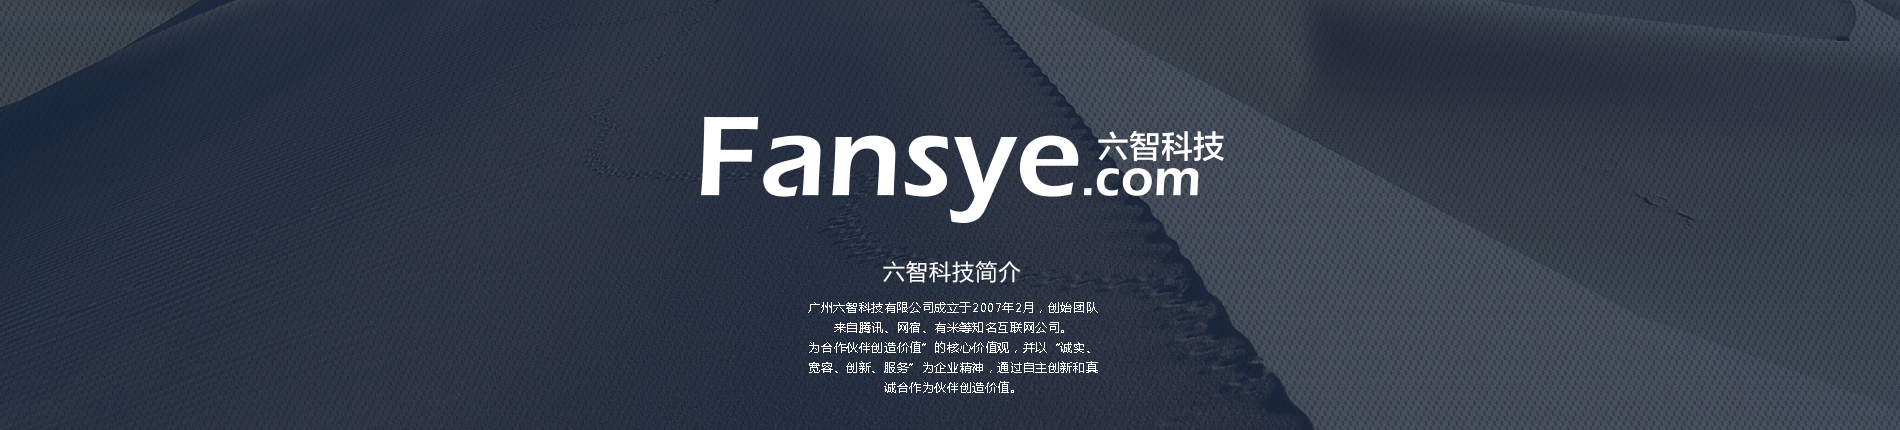 Fansye.com 六智科技
六智科技简介
广州六智科技有限公司成立于2007年2月，创始团队
来自腾讯、网宿、有米等知名互联网公司。
为合作伙伴创造价值”的核心价值观，并以“诚实、
宽容、创新、服务”为企业精神，通过自主创新和真
诚合作为伙伴创造价值。